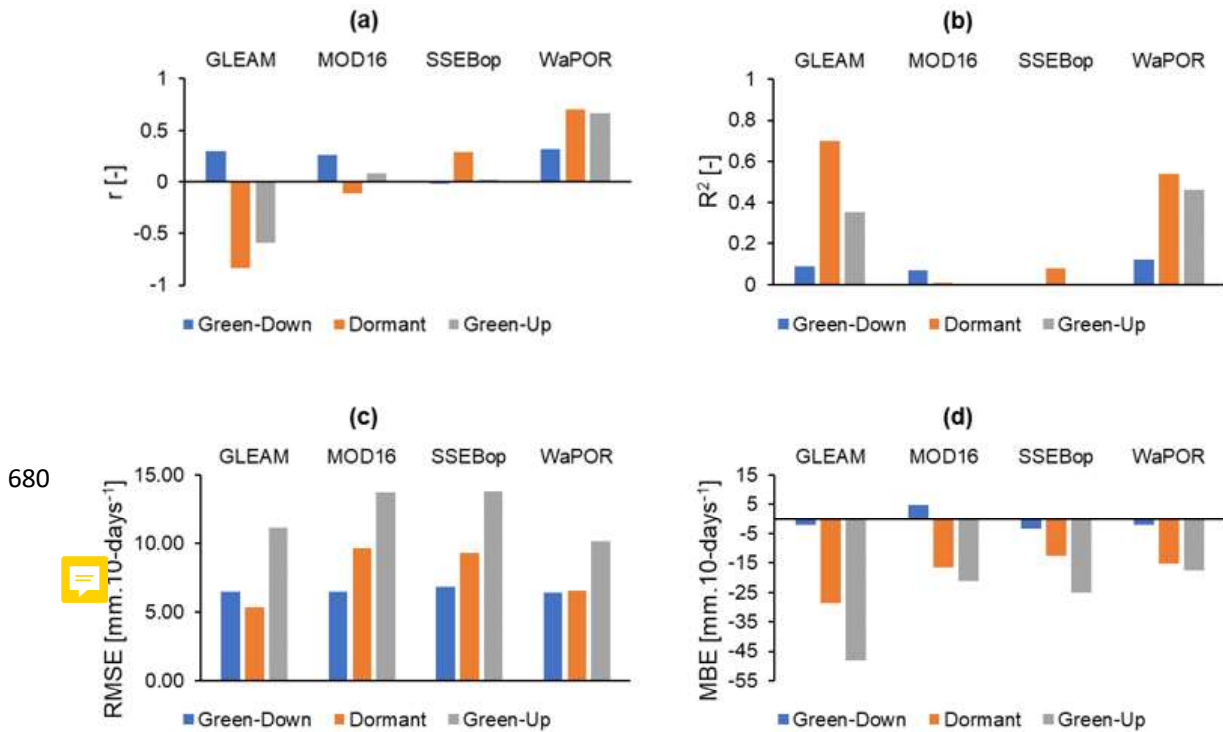 (a)
GLEAM MOD16 SSEBop WaPOR
1
0.5
0
-0.5
-1
r [-]
Green-Down Dormant Green-Up
(b)
GLEAM MOD16 SSEBop WaPOR
1
0.8
0.6
0.4
0.2
0
R² [-]
Green-Down Dormant Green-Up
680
(c)
GLEAM MOD16 SSEBop WaPOR
15.00
10.00
5.00
0.00
RMSE [mm.10-days⁻¹]
Green-Down Dormant Green-Up
(d)
GLEAM MOD16 SSEBop WaPOR
15
5
-5
-15
-25
-35
-45
-55
MBE [mm.10-days⁻¹]
Green-Down Dormant Green-Up